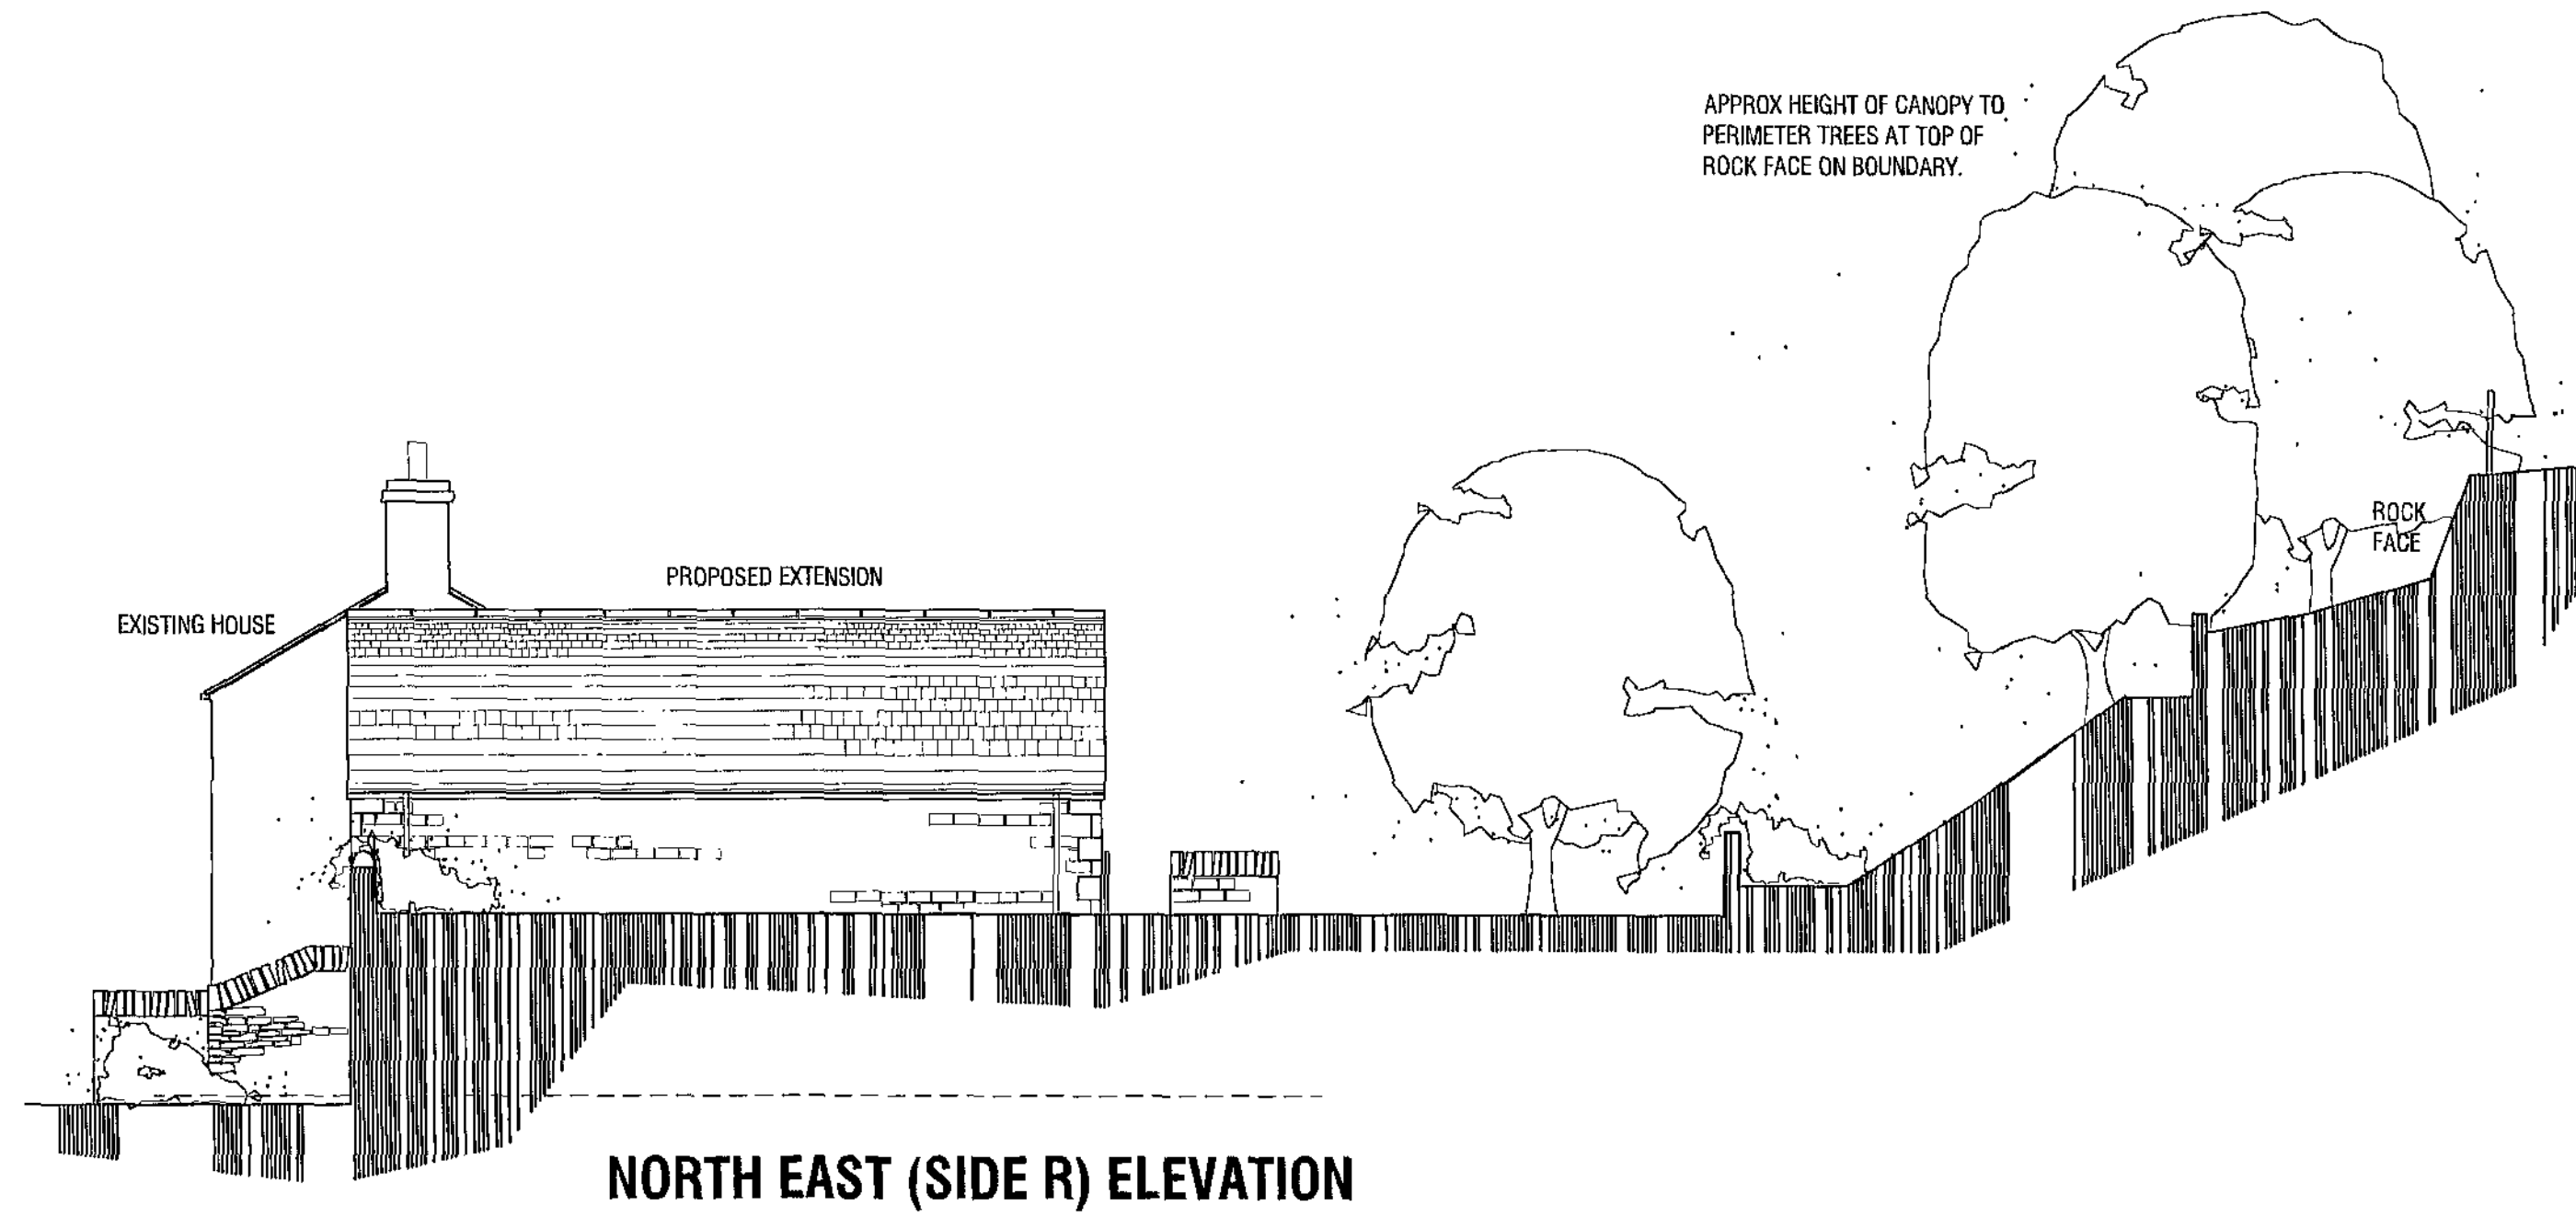 APPROX HEIGHT OF CANOPY TO
PERIMETER TREES AT TOP OF
ROCK FACE ON BOUNDARY.
ROCK
FACE
PROPOSED EXTENSION
EXISTING HOUSE
NORTH EAST (SIDE R) ELEVATION